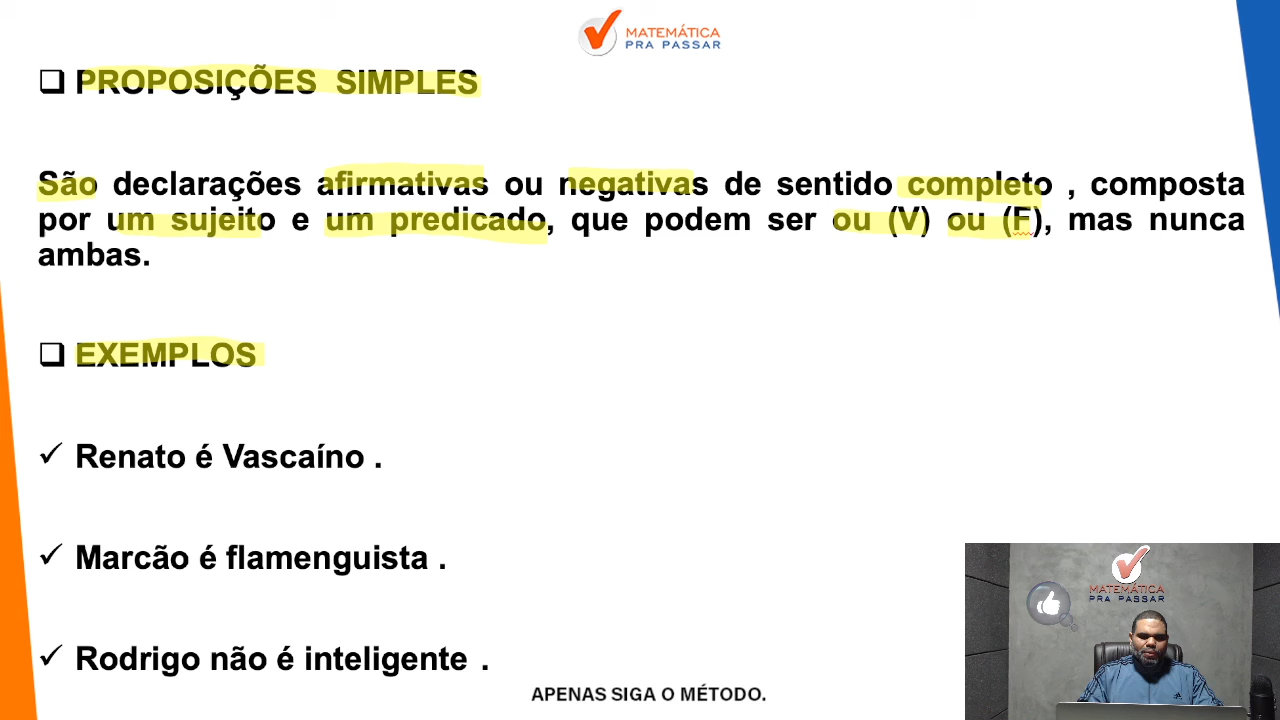 MATEMÁTICA
PRA PASSAR
PROPOSIÇÕES SIMPLES
São declarações afirmativas ou negativas de sentido completo , composta
por um sujeito e um predicado, que podem ser ou (V) ou (F), mas nunca
ambas.
EXEMPLOS
Renato é Vascaíno .
Marcão é flamenguista .
Rodrigo não é inteligente .
MATEMÁTICA
PRA PASSAR
APENAS SIGA O MÉTODO.